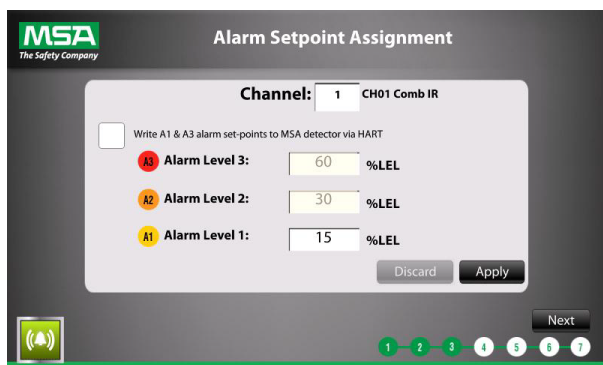 MSA
The Safety Company
Alarm Setpoint Assignment
Channel: 1 CH01 Comb IR
Write A1 & A3 alarm set-points to MSA detector via HART
A3 Alarm Level 3: 60 %LEL
A2 Alarm Level 2: 30 %LEL
A1 Alarm Level 1: 15 %LEL
Discard Apply
Next
1 2 3 4 5 6 7